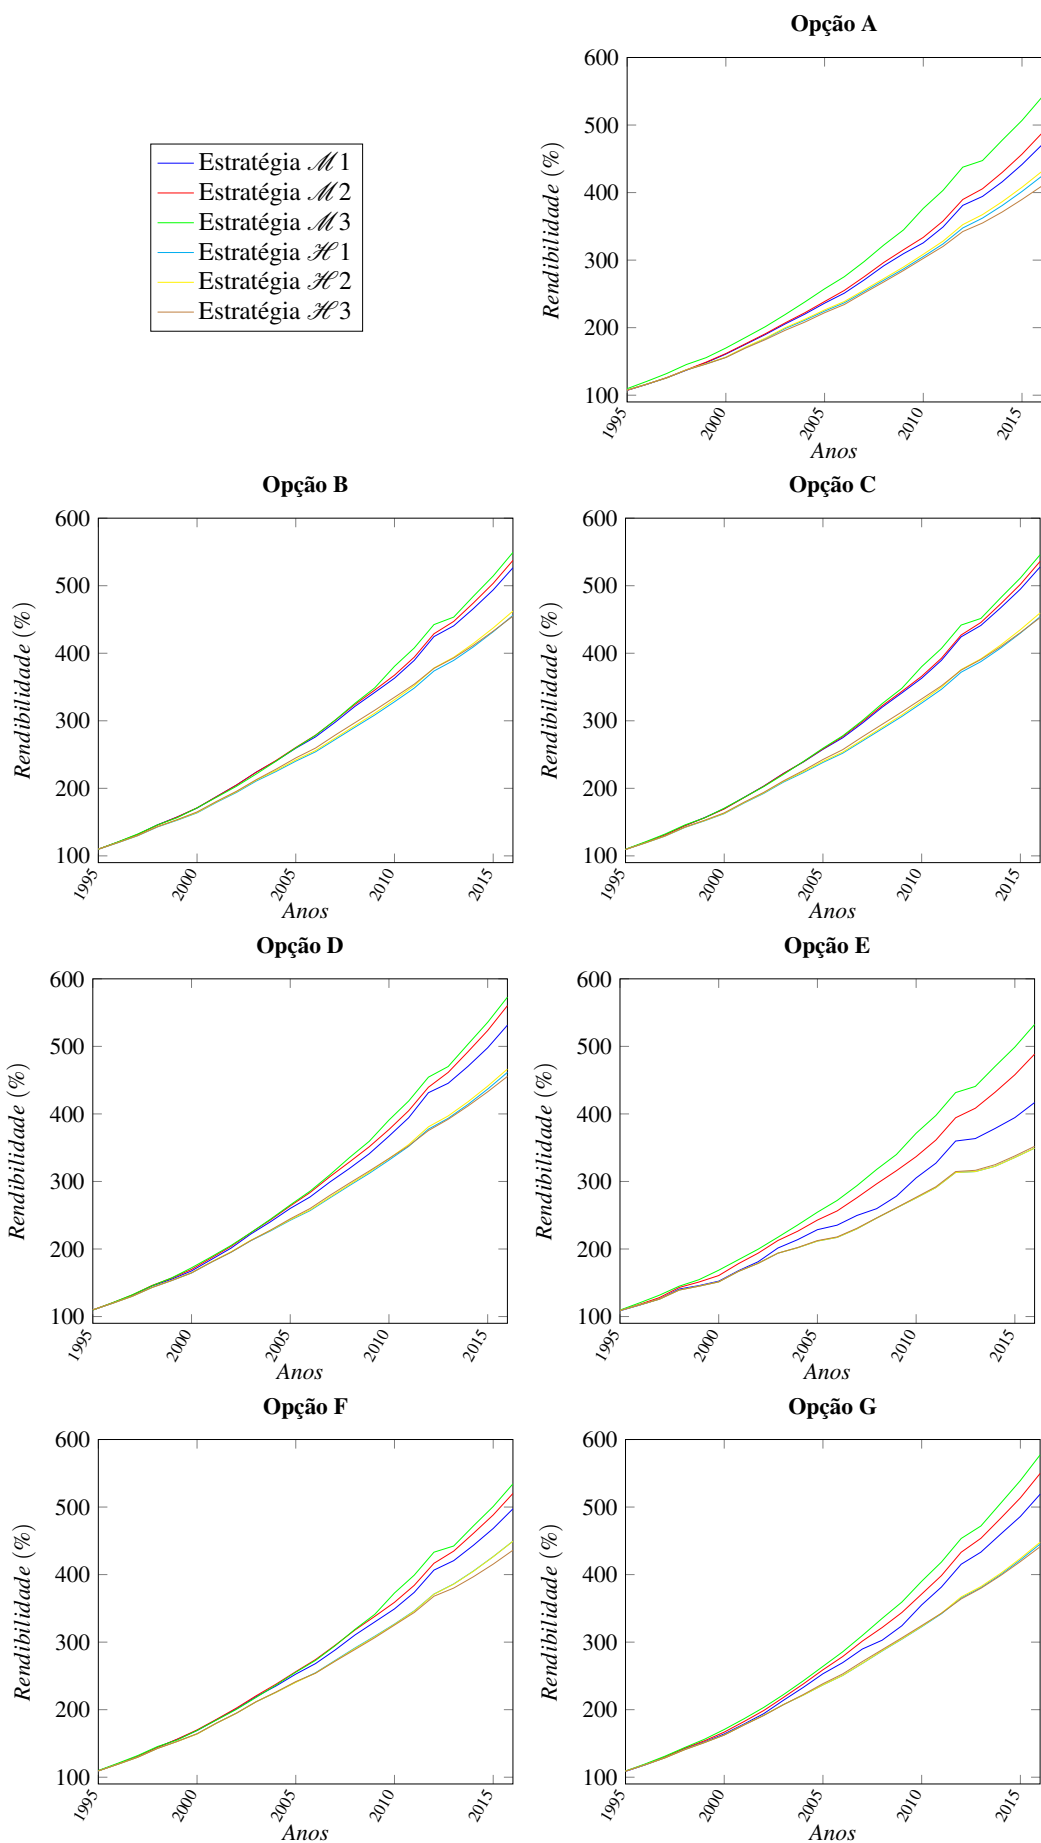 Opção A
600
500
400
300
200
100
Rendibilidade (%)
1995
2000
2005
2010
2015
Anos
Estratégia ℳ1
Estratégia ℳ2
Estratégia ℳ3
Estratégia ℋ1
Estratégia ℋ2
Estratégia ℋ3
Opção B
600
500
400
300
200
100
Rendibilidade (%)
1995
2000
2005
2010
2015
Anos
Opção C
600
500
400
300
200
100
Rendibilidade (%)
1995
2000
2005
2010
2015
Anos
Opção D
600
500
400
300
200
100
Rendibilidade (%)
1995
2000
2005
2010
2015
Anos
Opção E
600
500
400
300
200
100
Rendibilidade (%)
1995
2000
2005
2010
2015
Anos
Opção F
600
500
400
300
200
100
Rendibilidade (%)
1995
2000
2005
2010
2015
Anos
Opção G
600
500
400
300
200
100
Rendibilidade (%)
1995
2000
2005
2010
2015
Anos